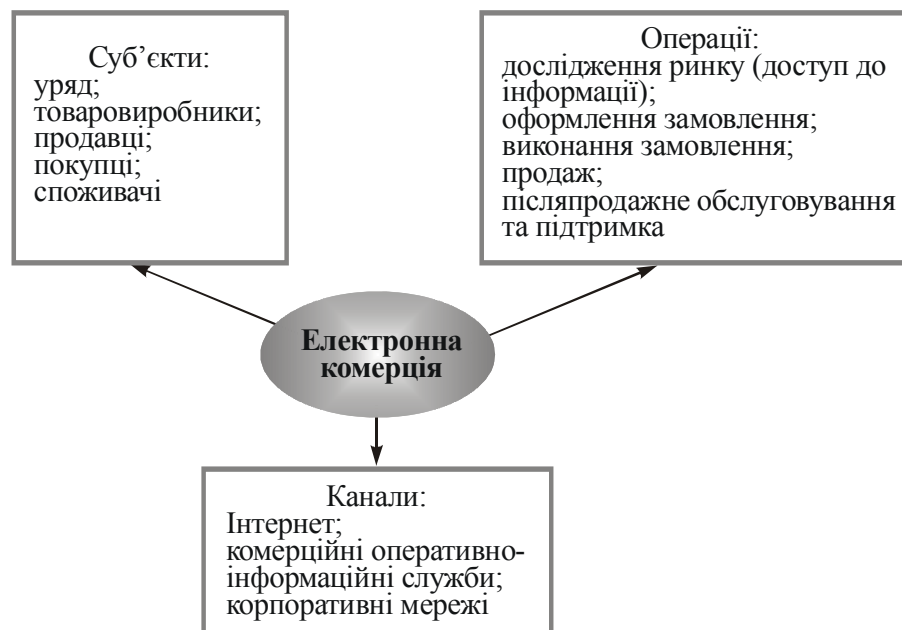 Суб’єкти:
уряд;
товаровиробники;
продавці;
покупці;
споживачі
Операції:
дослідження ринку (доступ до
інформації);
оформлення замовлення;
виконання замовлення;
продаж;
післяпродажне обслуговування
та підтримка
Електронна
комерція
Канали:
Інтернет;
комерційні оперативно-
інформаційні служби;
корпоративні мережі